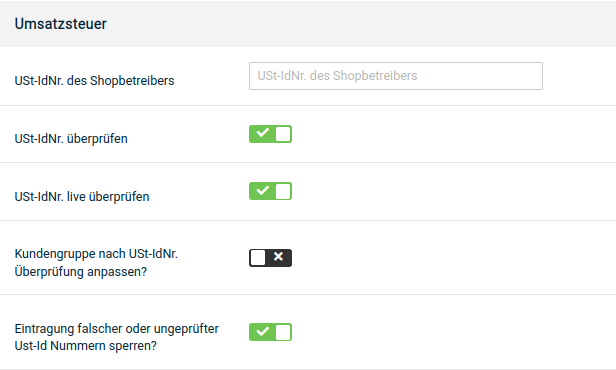 Umsatzsteuer
USt-IdNr. des Shopbetreibers
USt-IdNr. des Shopbetreibers
USt-IdNr. überprüfen
USt-IdNr. live überprüfen
Kundengruppe nach USt-IdNr.
Überprüfung anpassen?
Eintragung falscher oder ungeprüfter
Ust-Id Nummern sperren?